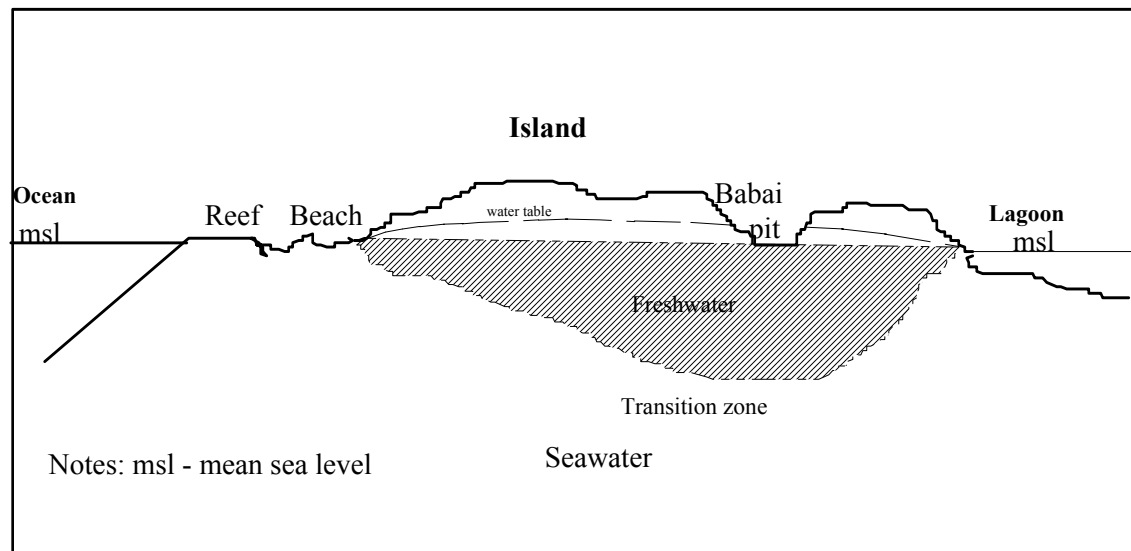 Island
Ocean
msl
Reef
Beach
water table
Babai
pit
Lagoon
msl
Freshwater
Transition zone
Seawater
Notes: msl - mean sea level